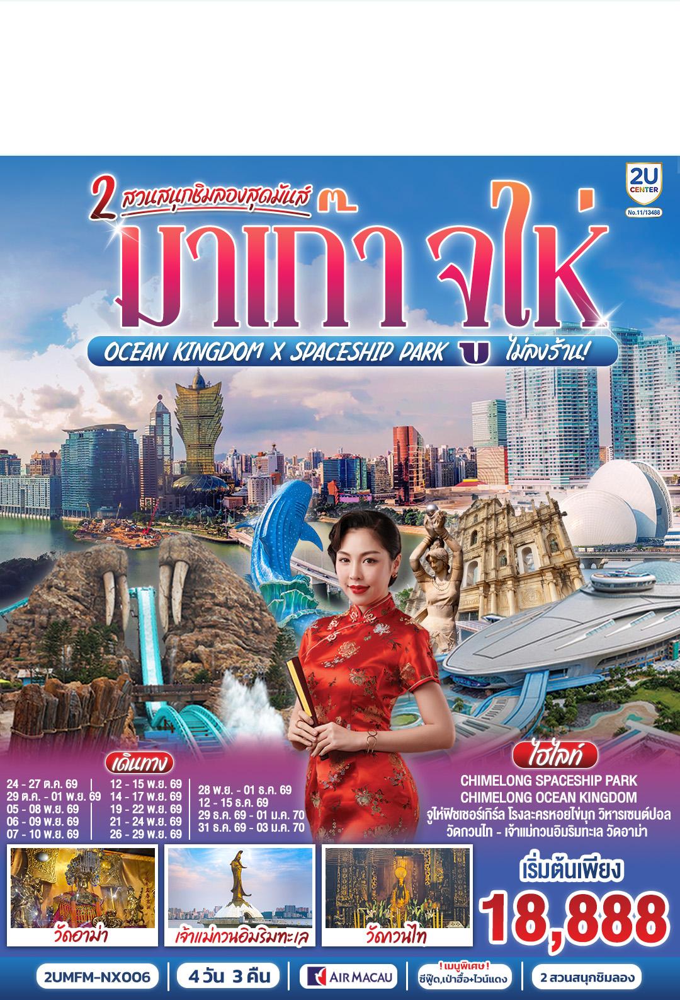 2 สวนสนุกชิมลองสุดมันส์
2U
CENTER
No.11/13488
มาเก๊า จูไห่
OCEAN KINGDOM X SPACESHIP PARK ไม่ลงร้าน!
เดินทาง
24 - 27 ต.ค. 69
29 ต.ค. - 01 พ.ย. 69
05 - 08 พ.ย. 69
06 - 09 พ.ย. 69
07 - 10 พ.ย. 69
12 - 15 พ.ย. 69
14 - 17 พ.ย. 69
19 - 22 พ.ย. 69
21 - 24 พ.ย. 69
26 - 29 พ.ย. 69
28 พ.ย. - 01 ธ.ค. 69
12 - 15 ธ.ค. 69
29 ธ.ค. 69 - 01 ม.ค. 70
31 ธ.ค. 69 - 03 ม.ค. 70
ไฮไลท์
CHIMELONG SPACESHIP PARK
CHIMELONG OCEAN KINGDOM
จูไห่ฟิชเชอร์เกิร์ล โรงละครหอยไข่มุก วิหารเซนต์ปอล
วัดกวนไท - เจ้าแม่กวนอิมริมทะเล วัดอาม่า
วัดอาม่า
เจ้าแม่กวนอิมริมทะเล
วัดกวนไท
เริ่มต้นเพียง
18,888
2UMFM-NX006
4 วัน 3 คืน
AIR MACAU
!เมนูพิเศษ!
ซีฟู๊ด,เป่าฮื้อ+ไวน์แดง
2 สวนสนุกชิมลอง